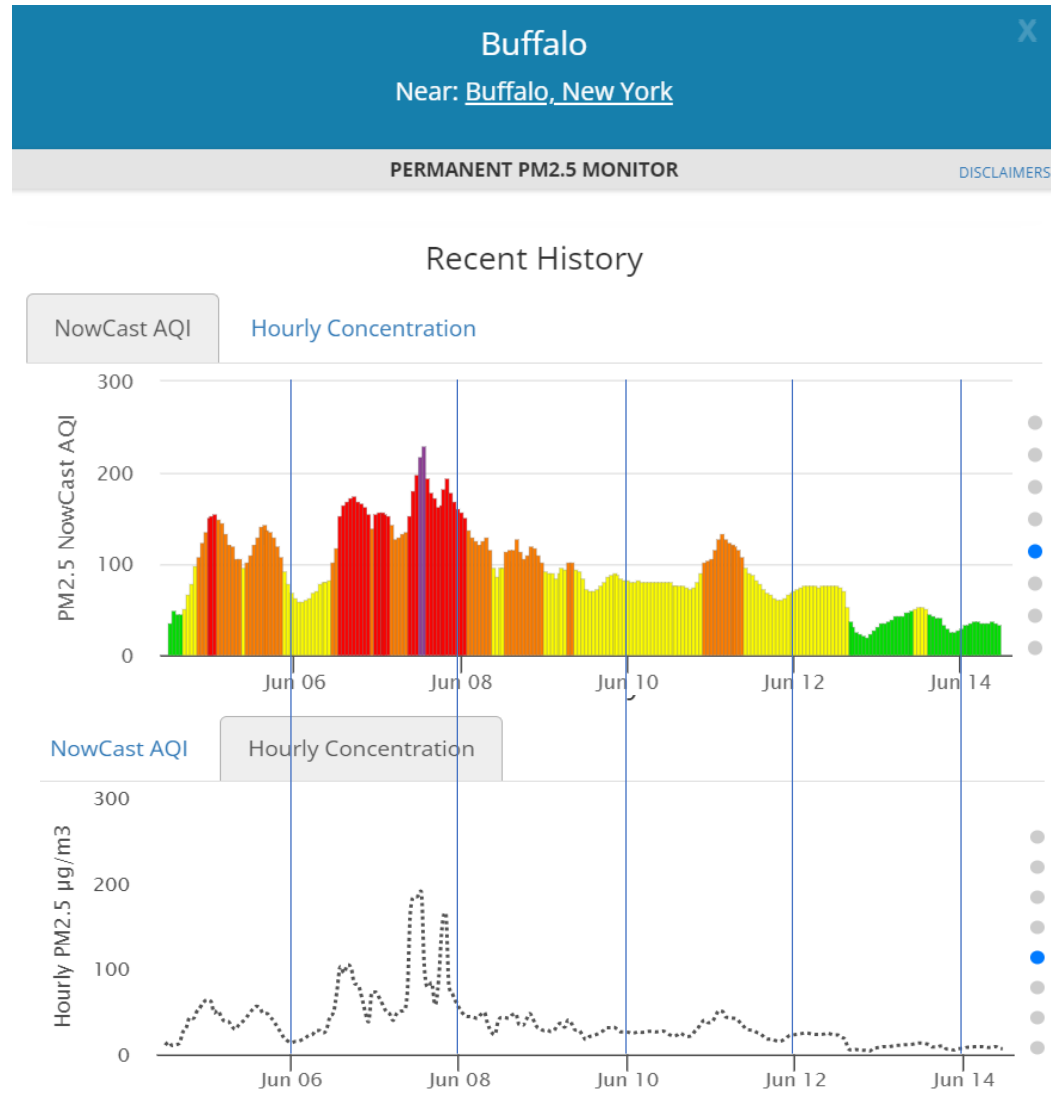 X
Buffalo
Near: Buffalo, New York
PERMANENT PM2.5 MONITOR
DISCLAIMERS
Recent History
NowCast AQI
Hourly Concentration
PM2.5 NowCast AQI
300
200
100
0
Jun 06
Jun 08
Jun 10
Jun 12
Jun 14
NowCast AQI
Hourly Concentration
Hourly PM2.5 µg/m3
300
200
100
0
Jun 06
Jun 08
Jun 10
Jun 12
Jun 14